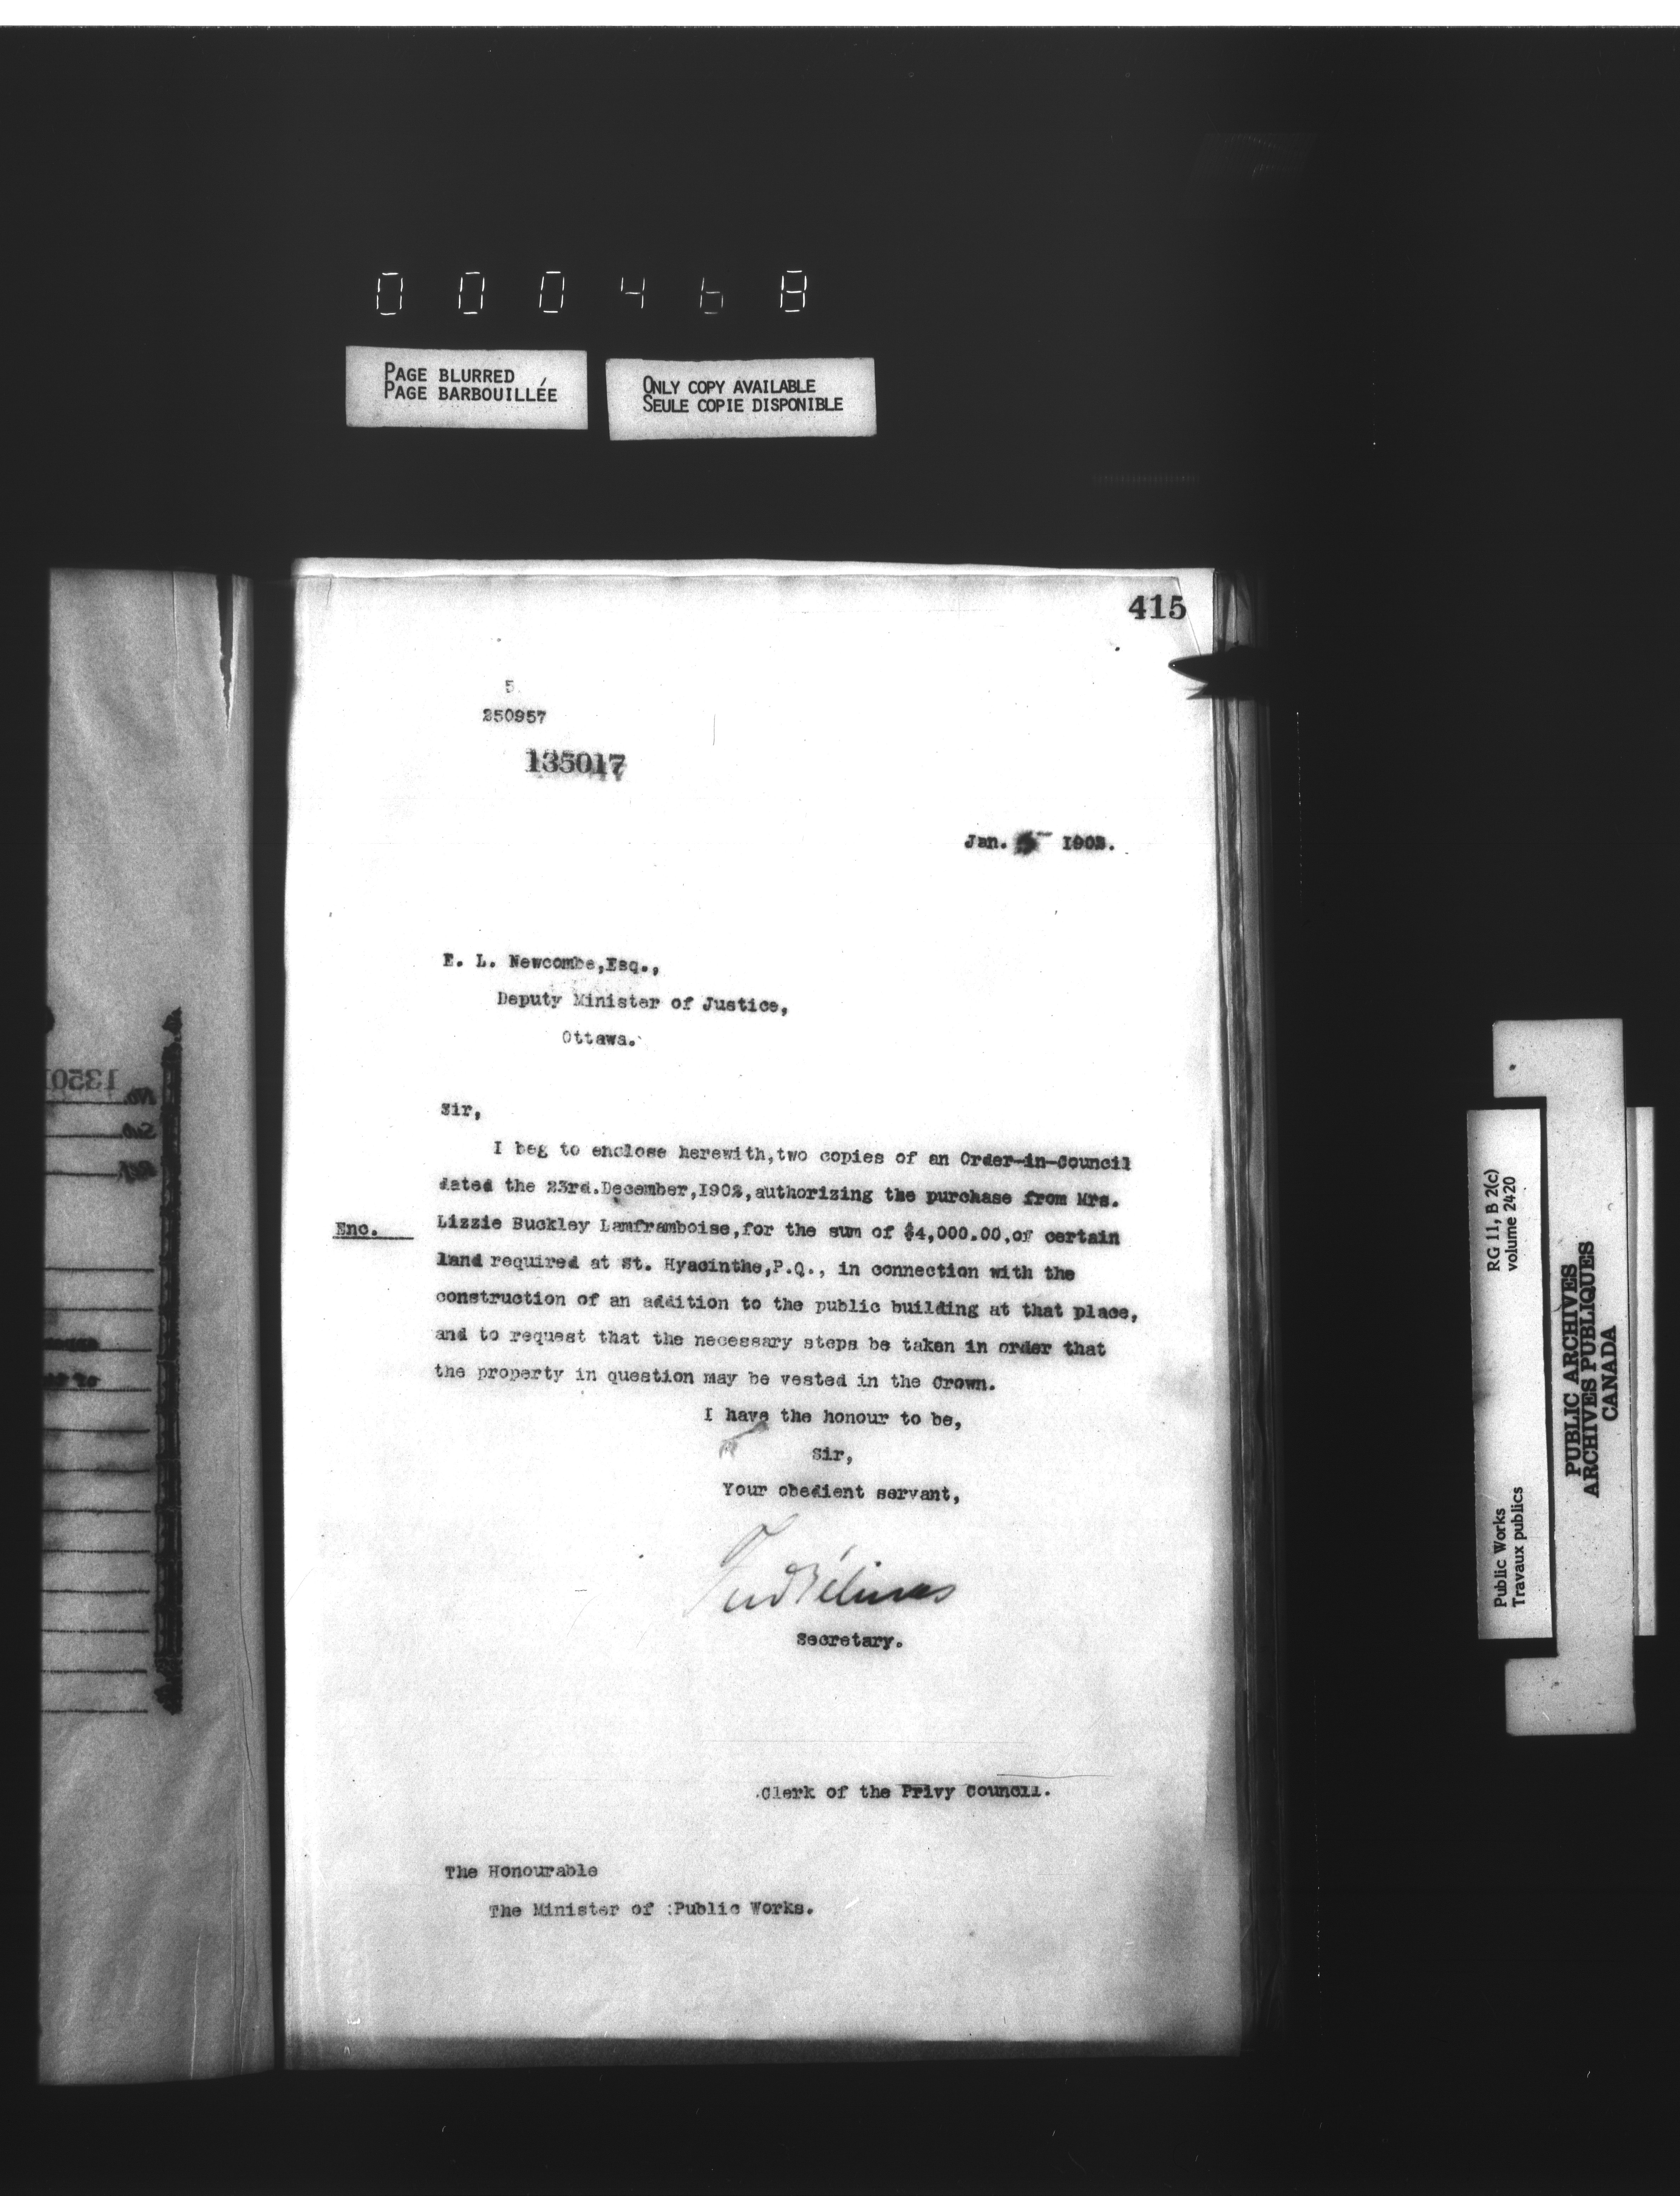 000468
PAGE BLURRED
PAGE BARBOUILLÉE
ONLY COPY AVAILABLE
SEULE COPIE DISPONIBLE
415
5.
250957
135017
Jan. 1903.
E. L. Newcombe,Esq.,
Deputy Minister of Justice,
Ottawa.
Sir,
I beg to enclose herewith,two copies of an Order-in-Council
dated the 23rd.December,1902,authorizing the purchase from Mrs.
Enc. Lizzie Buckley Lamframboise,for the sum of $4,000.00,of certain
land required at St. Hyacinthe,P.Q., in connection with the
construction of an addition to the public building at that place,
and to request that the necessary steps be taken in order that
the property in question may be vested in the Crown.
I have the honour to be,
Sir,
Your obedient servant,
Secretary.
Clerk of the Privy Council.
The Honourable
The Minister of Public Works.
1350
No.
Sub.
Ref.
RG 11, B 2(c)
volume 2420
Public Works
Travaux publics
PUBLIC ARCHIVES
ARCHIVES PUBLIQUES
CANADA